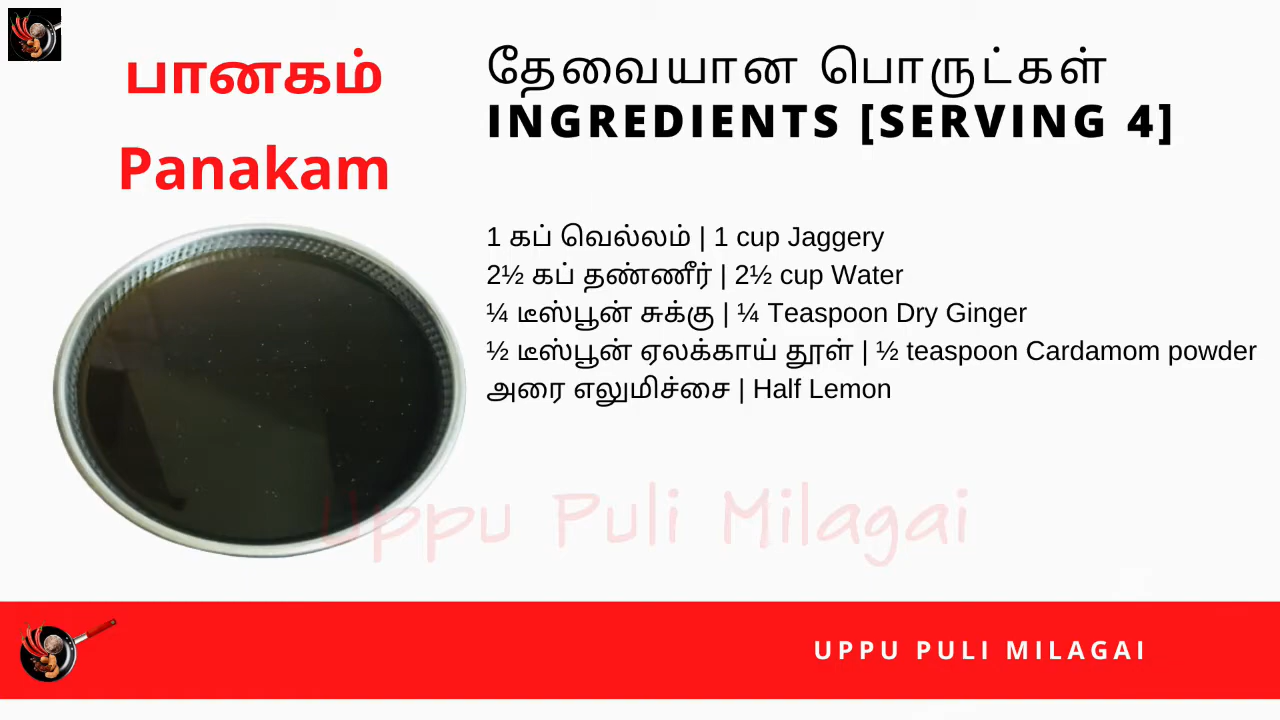 பானகம்
Panakam
தேவையான பொருட்கள்
INGREDIENTS [SERVING 4]
1 கப் வெல்லம் | 1 cup Jaggery
2½ கப் தண்ணீர் | 2½ cup Water
¼ டீஸ்பூன் சுக்கு | ¼ Teaspoon Dry Ginger
½ டீஸ்பூன் ஏலக்காய் தூள் | ½ teaspoon Cardamom powder
அரை எலுமிச்சை | Half Lemon
Uppu Puli Milagai
UPPU PULI MILAGAI